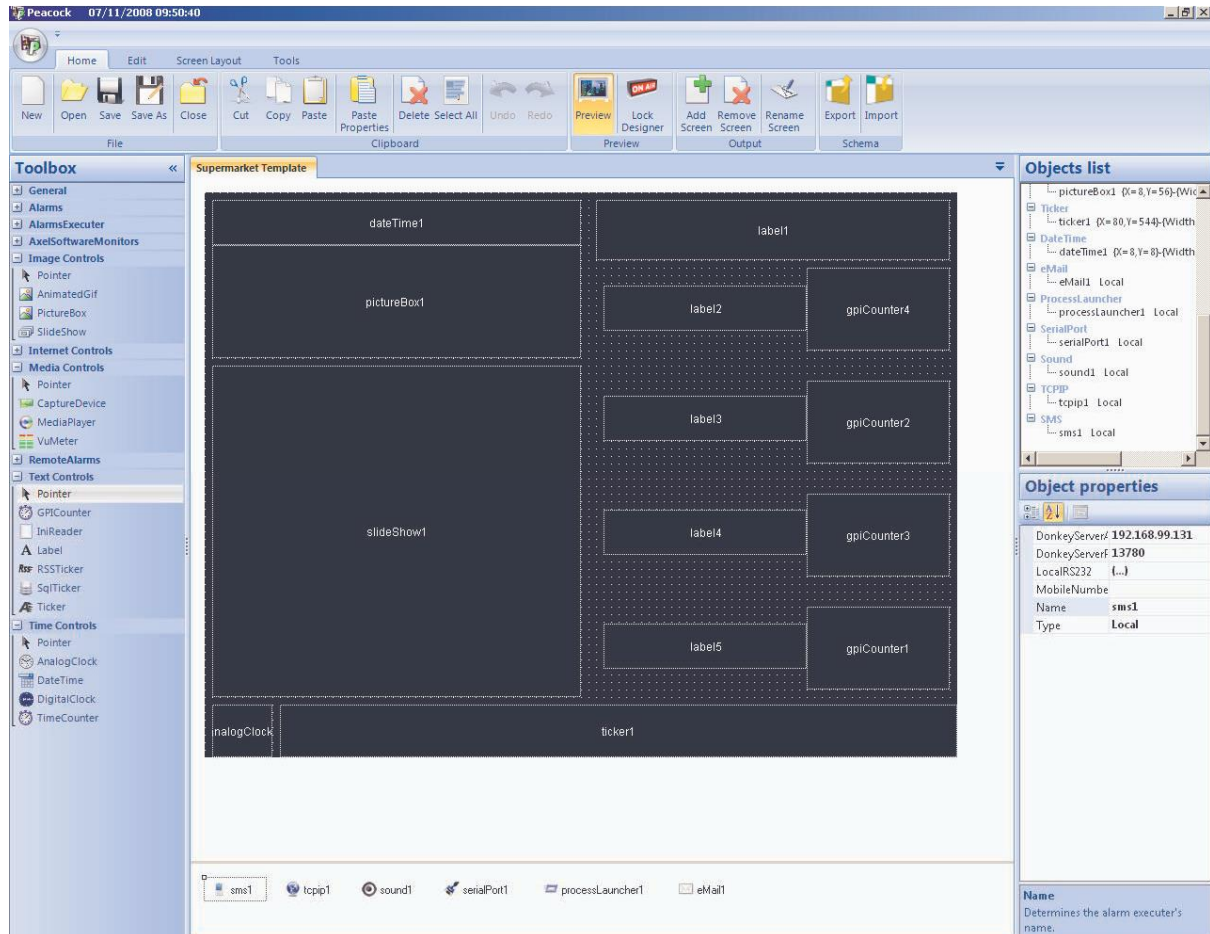 Peacock 07/11/2008 09:50:40
Home Edit Screen Layout Tools
New Open Save Save As Close Cut Copy Paste Paste Properties Delete Select All Undo Redo Preview Lock Designer Add Screen Remove Screen Rename Screen Export Import
File Clipboard Preview Output Schema
Toolbox «
General
Alarms
AlarmsExecuter
AxelSoftwareMonitors
Image Controls
Pointer
AnimatedGif
PictureBox
SlideShow
Internet Controls
Media Controls
Pointer
CaptureDevice
MediaPlayer
VuMeter
RemoteAlarms
Text Controls
Pointer
GPICounter
IniReader
A Label
Rss RSSTicker
SqlTicker
Ticker
Time Controls
Pointer
AnalogClock
DateTime
DigitalClock
TimeCounter
Supermarket Template
dateTime1
label1
pictureBox1
label2
gpiCounter4
label3
gpiCounter2
slideShow1
label4
gpiCounter3
label5
gpiCounter1
nalogClock
ticker1
sms1 tcpip1 sound1 serialPort1 processLauncher1 eMail1
Objects list
pictureBox1 {X=8,Y=56}-{Wic
Ticker
ticker1 {X=80,Y=544}-{Width
DateTime
dateTime1 {X=8,Y=8}-{Width
eMail
eMail1 Local
ProcessLauncher
processLauncher1 Local
SerialPort
serialPort1 Local
Sound
sound1 Local
TCPIP
tcpip1 Local
SMS
sms1 Local
Object properties
DonkeyServerA 192.168.99.131
DonkeyServerF 13780
LocalRS232 (...)
MobileNumbe
Name sms1
Type Local
Name
Determines the alarm executer's
name.